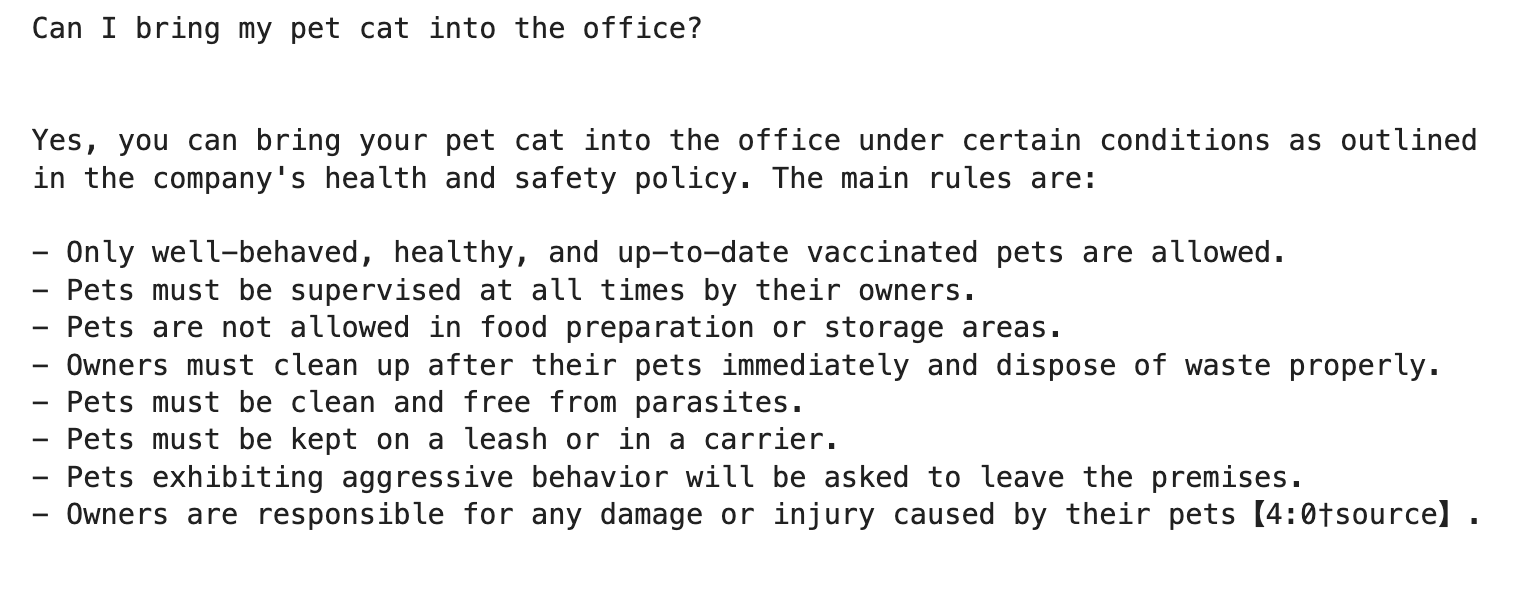 Can I bring my pet cat into the office?
Yes, you can bring your pet cat into the office under certain conditions as outlined
in the company's health and safety policy. The main rules are:
– Only well–behaved, healthy, and up–to–date vaccinated pets are allowed.
– Pets must be supervised at all times by their owners.
– Pets are not allowed in food preparation or storage areas.
– Owners must clean up after their pets immediately and dispose of waste properly.
– Pets must be clean and free from parasites.
– Pets must be kept on a leash or in a carrier.
– Pets exhibiting aggressive behavior will be asked to leave the premises.
– Owners are responsible for any damage or injury caused by their pets【4:0†source】.